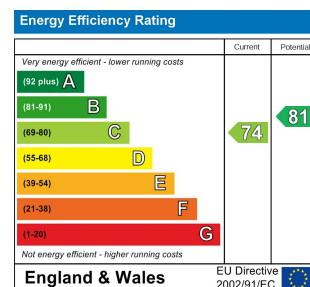 Energy Efficiency Rating
Current Potential
Very energy efficient - lower running costs
(92 plus) A
(81-91) B
81
(69-80) C
74
(55-68) D
(39-54) E
(21-38) F
(1-20) G
Not energy efficient - higher running costs
England & Wales
EU Directive
2002/91/EC